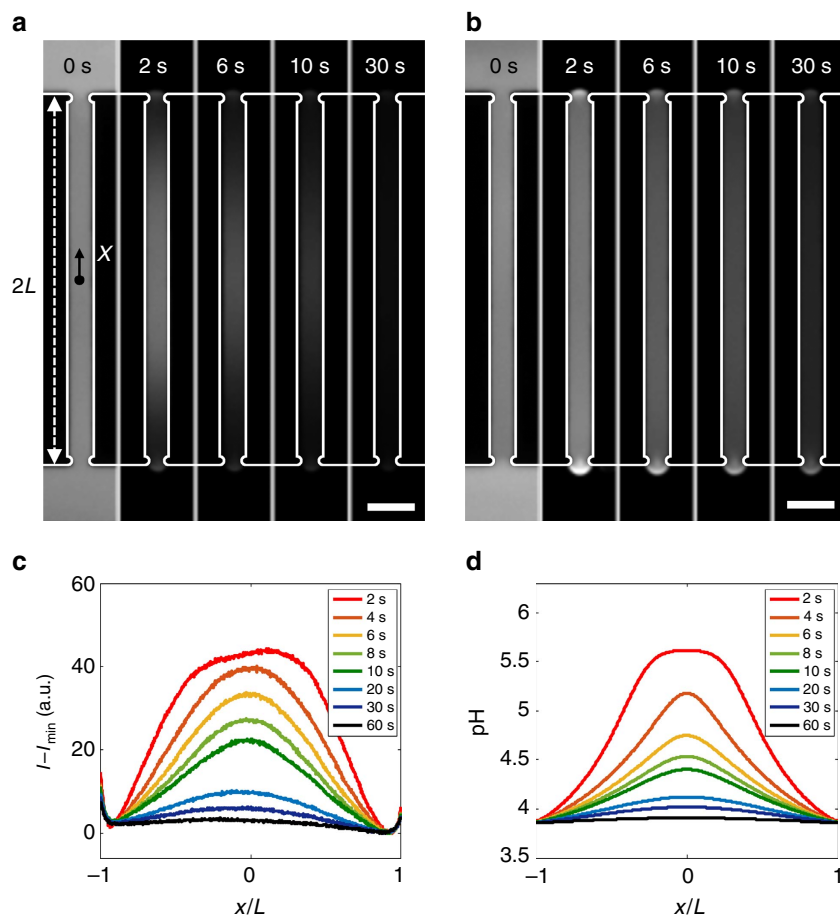 a
0 s 2 s 6 s 10 s 30 s
X
2L
b
0 s 2 s 6 s 10 s 30 s
c
60
40
20
0
I−Imin (a.u.)
−1 0 1
x/L
2 s
4 s
6 s
8 s
10 s
20 s
30 s
60 s
d
6
5.5
5
4.5
4
3.5
pH
−1 0 1
x/L
2 s
4 s
6 s
8 s
10 s
20 s
30 s
60 s